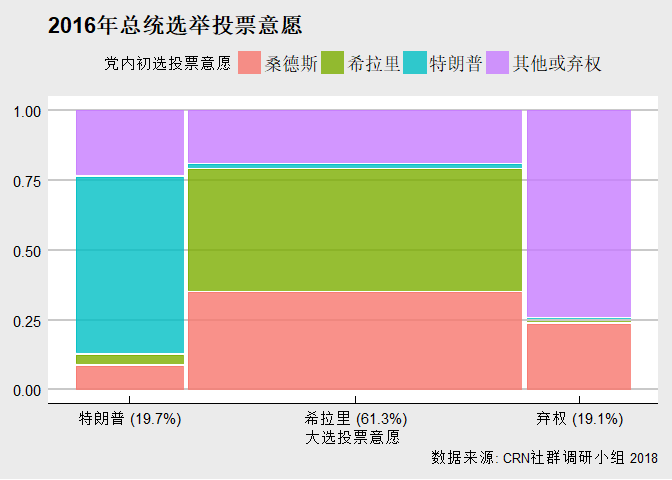 2016年总统选举投票意愿
党内初选投票意愿 桑德斯 希拉里 特朗普 其他或弃权
1.00
0.75
0.50
0.25
0.00
特朗普 (19.7%) 希拉里 (61.3%) 弃权 (19.1%)
大选投票意愿
数据来源: CRN社群调研小组 2018